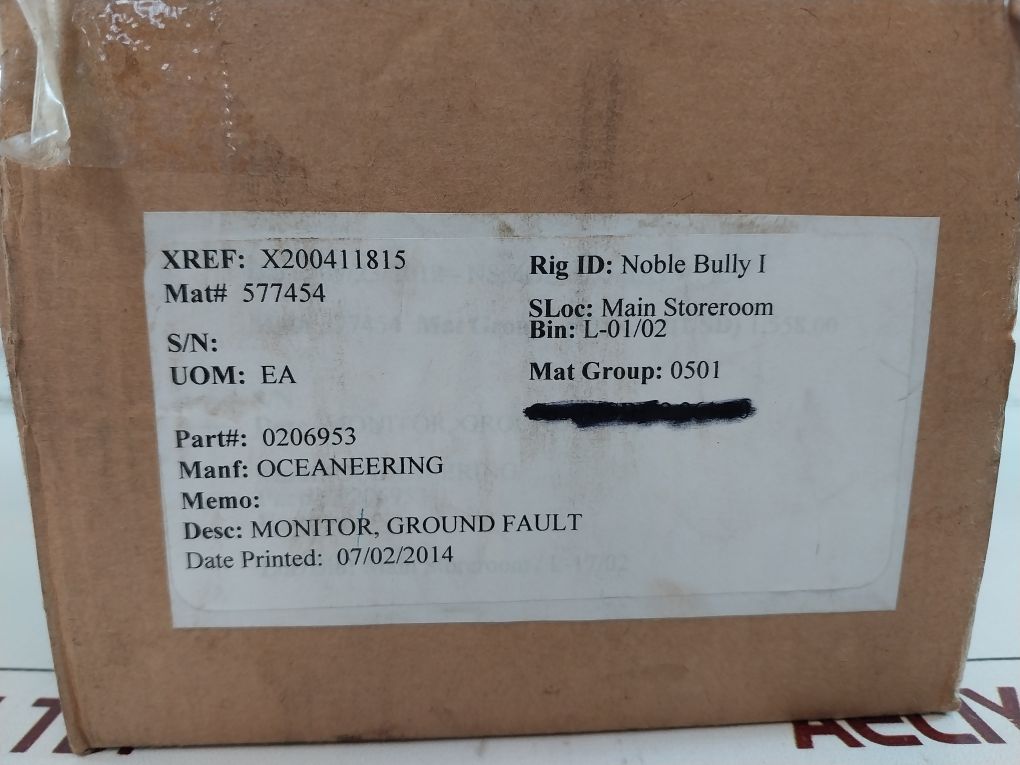 XREF: X200411815
Mat# 577454
S/N:
UOM: EA
Part#: 0206953
Manf: OCEANEERING
Memo:
Desc: MONITOR, GROUND FAULT
Date Printed: 07/02/2014
Rig ID: Noble Bully I
SLoc: Main Storeroom
Bin: L-01/02
Mat Group: 0501